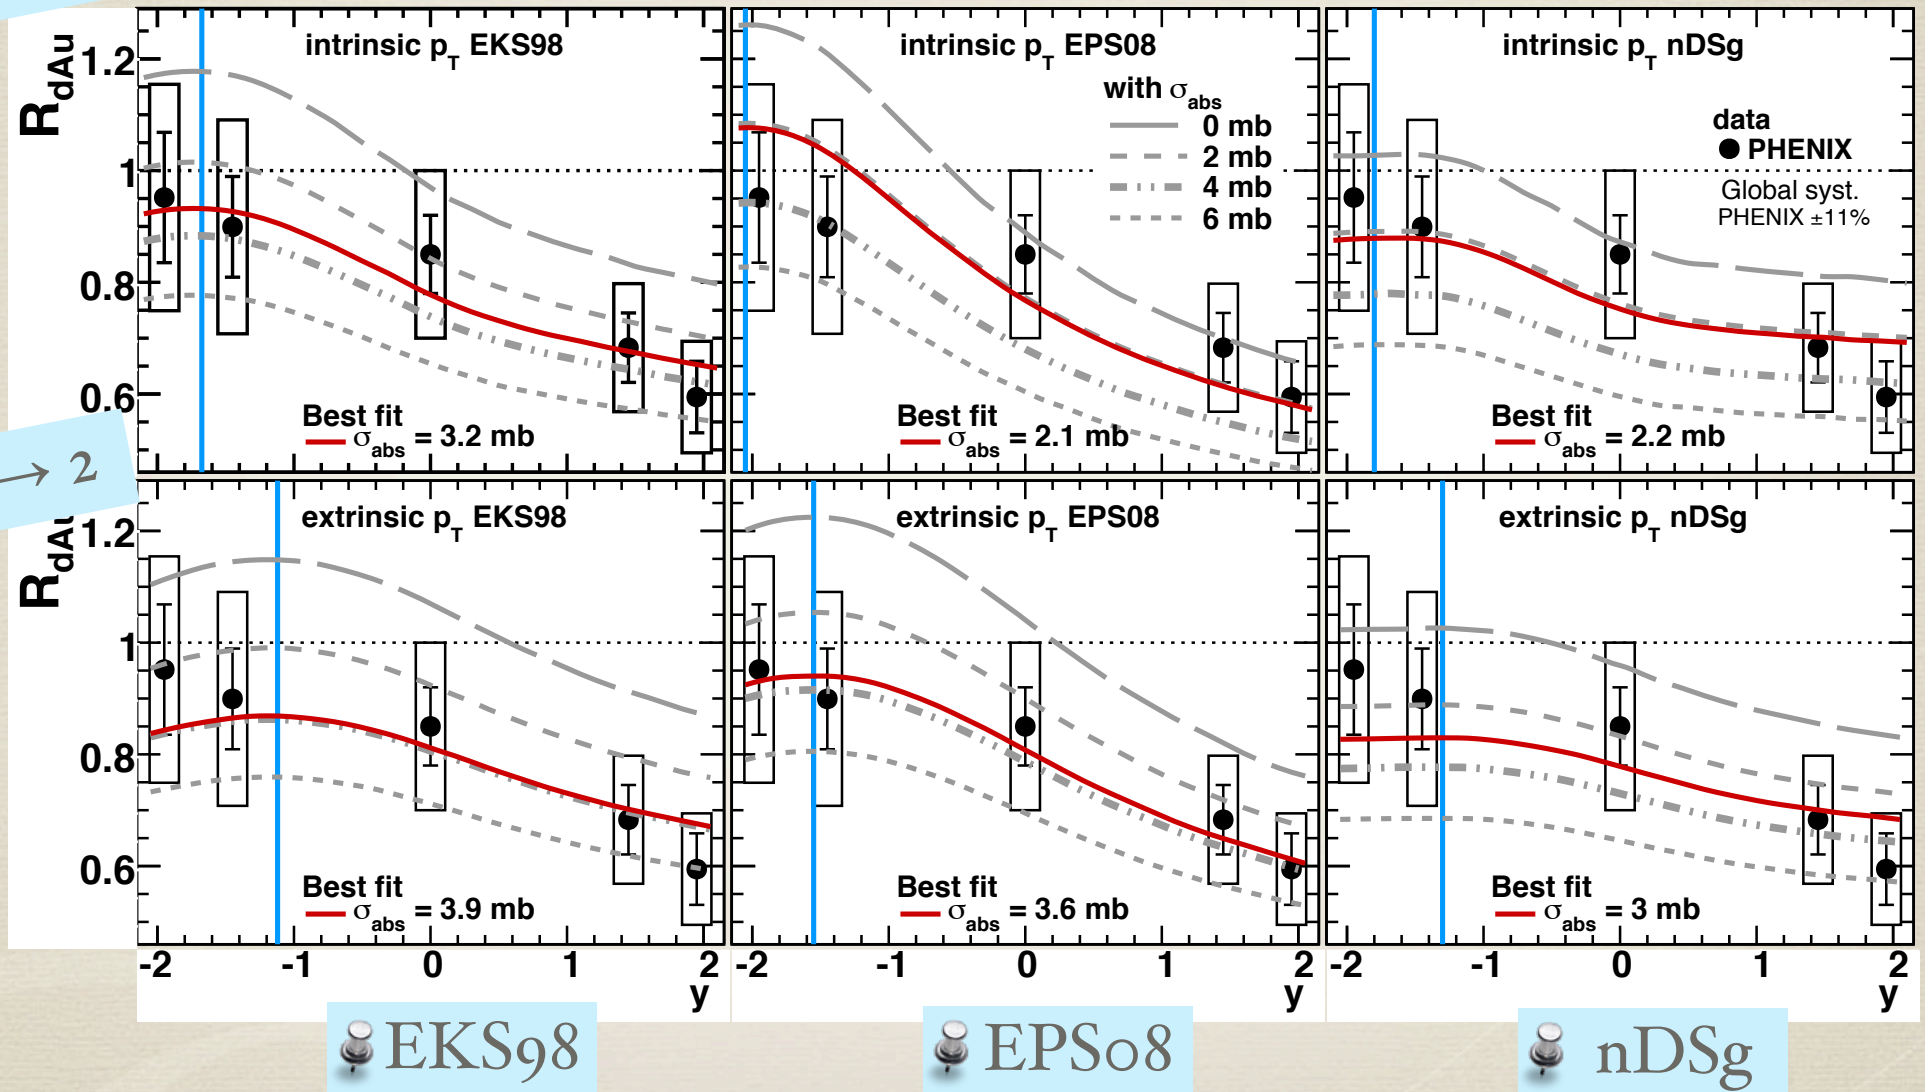 intrinsic p_T EKS98
intrinsic p_T EPS08
intrinsic p_T nDSg
R_dAu
1.2
1
0.8
0.6
with σ_abs
0 mb
2 mb
4 mb
6 mb
data
PHENIX
Global syst.
PHENIX ±11%
Best fit
σ_abs = 3.2 mb
Best fit
σ_abs = 2.1 mb
Best fit
σ_abs = 2.2 mb
→ 2
extrinsic p_T EKS98
extrinsic p_T EPS08
extrinsic p_T nDSg
R_dAu
1.2
1
0.8
0.6
Best fit
σ_abs = 3.9 mb
Best fit
σ_abs = 3.6 mb
Best fit
σ_abs = 3 mb
-2 -1 0 1 2
-2 -1 0 1 2
-2 -1 0 1 2
y
y
y
EKS98
EPS08
nDSg